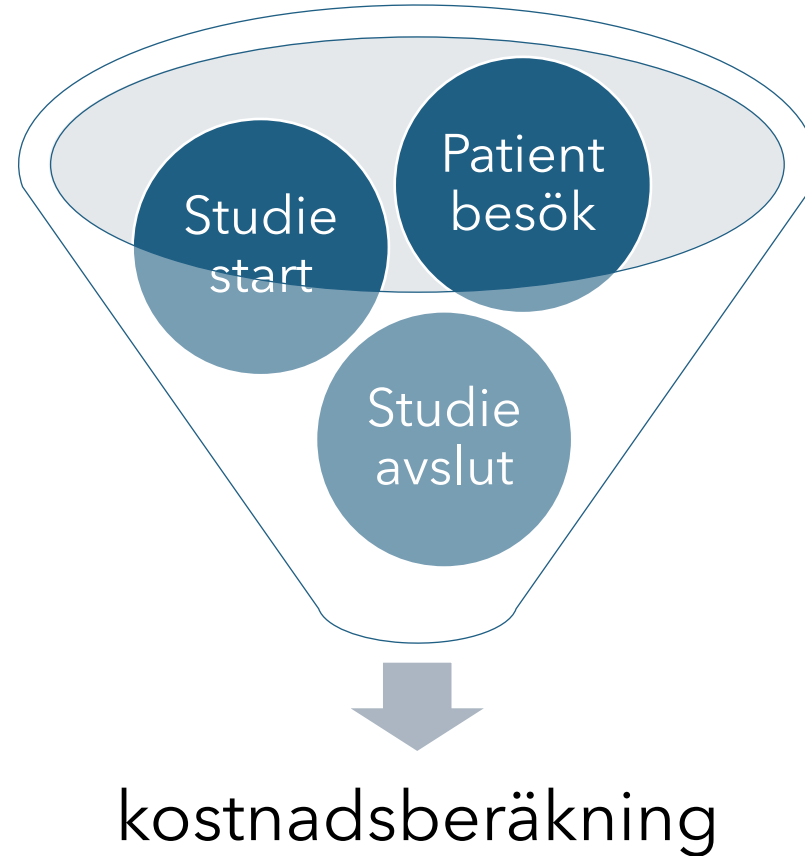 Studie
start
Patient
besök
Studie
avslut
kostnadsberäkning